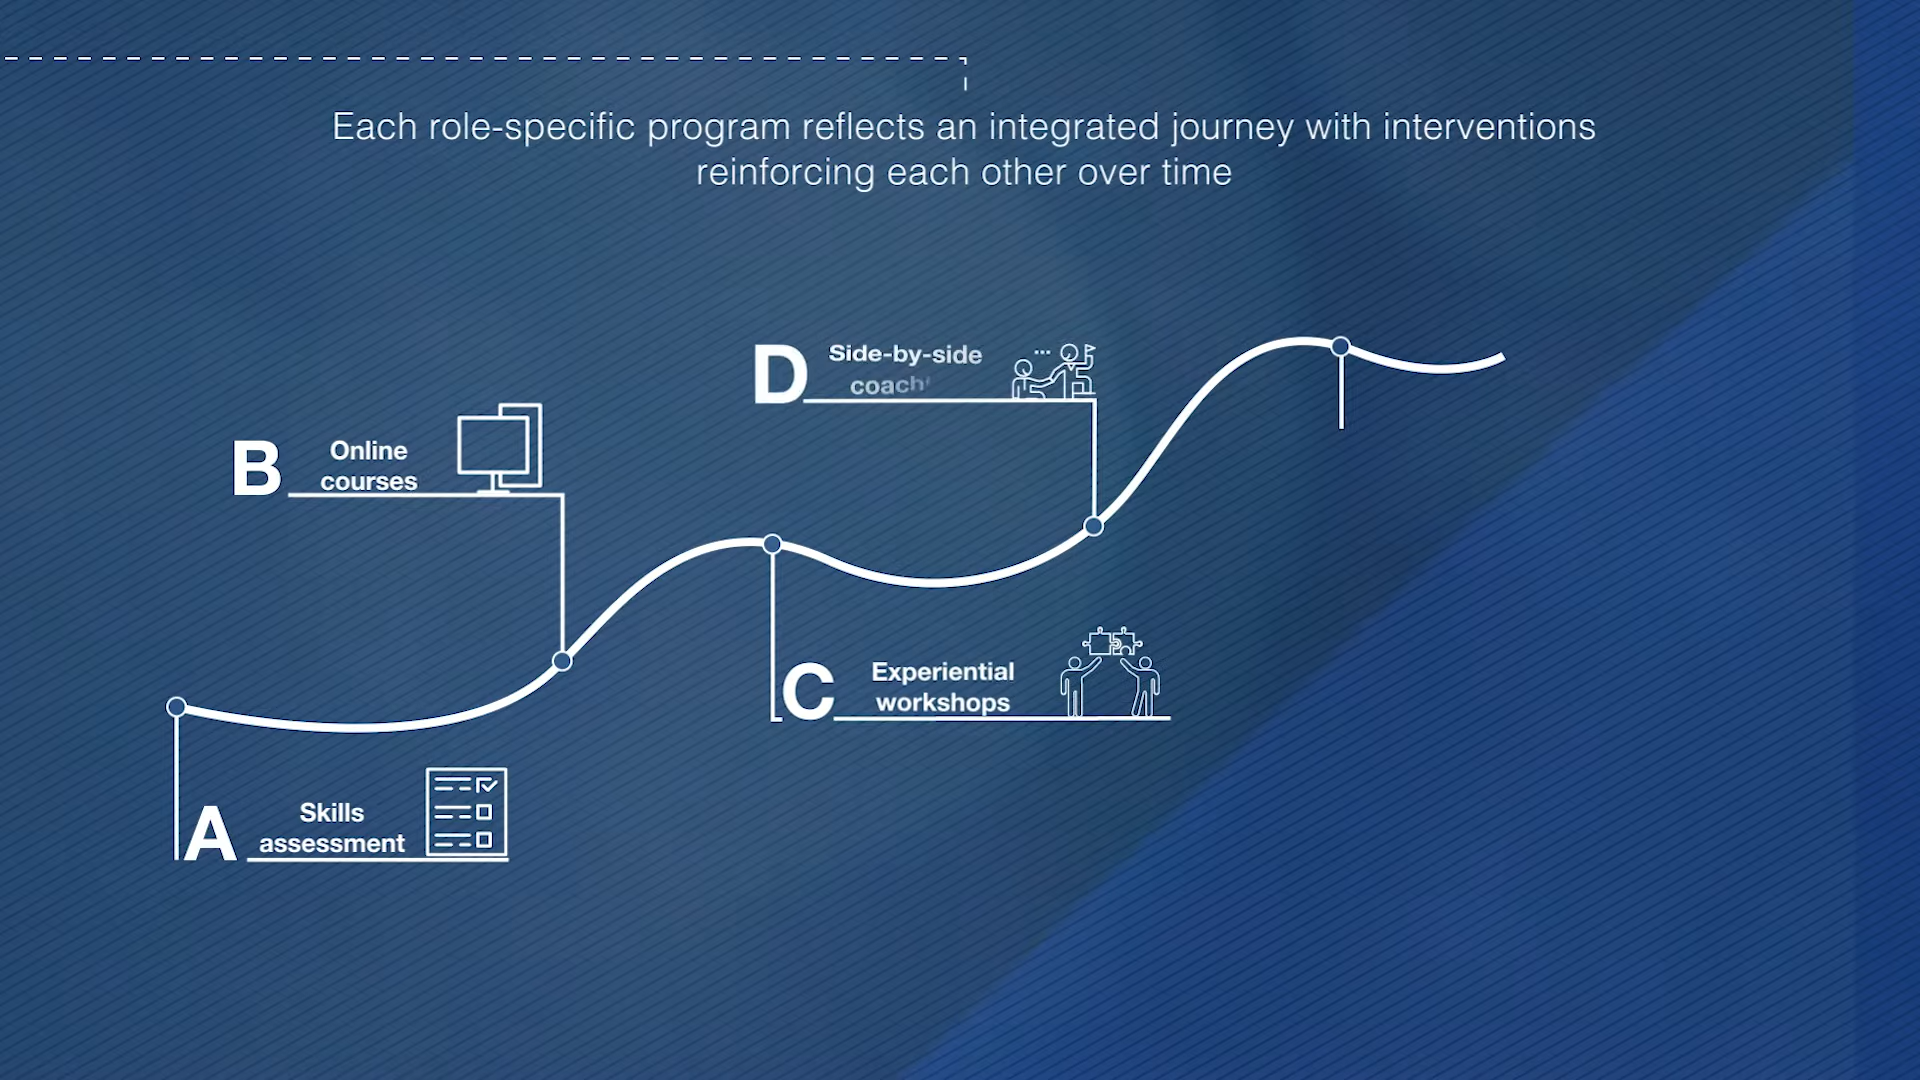 Each role-specific program reflects an integrated journey with interventions
reinforcing each other over time
D
Side-by-side
B
Online
courses
C
Experiential
workshops
A
Skills
assessment